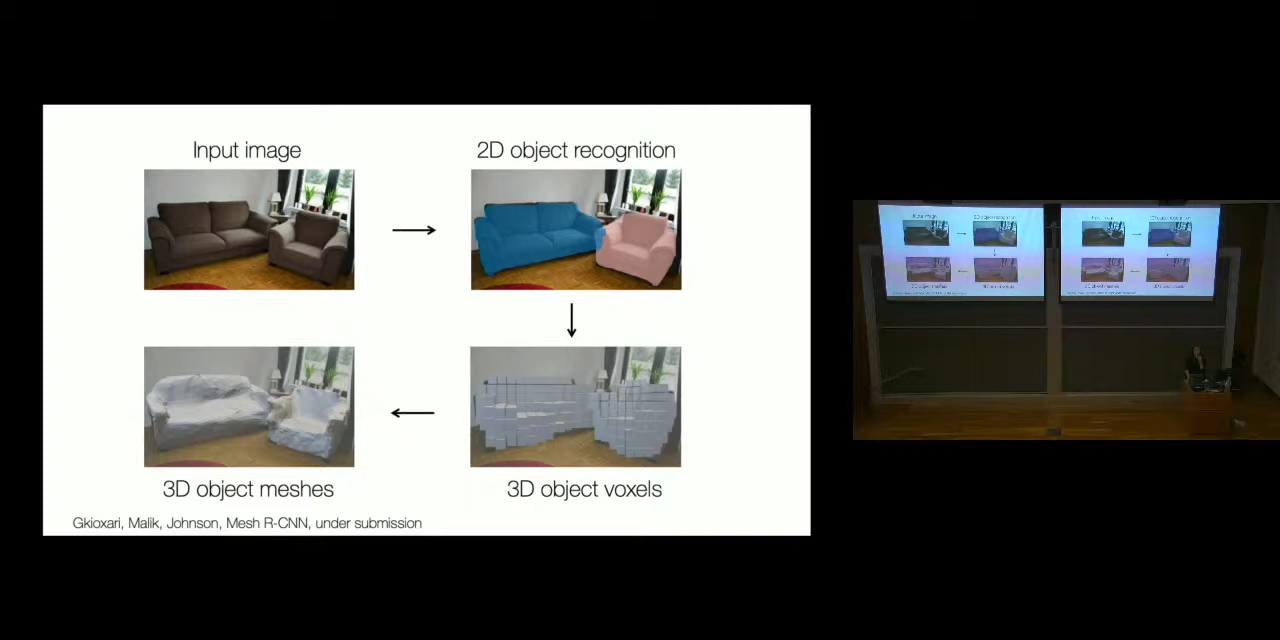 Input image
2D object recognition
3D object meshes
3D object voxels
Gkioxari, Malik, Johnson, Mesh R-CNN, under submission